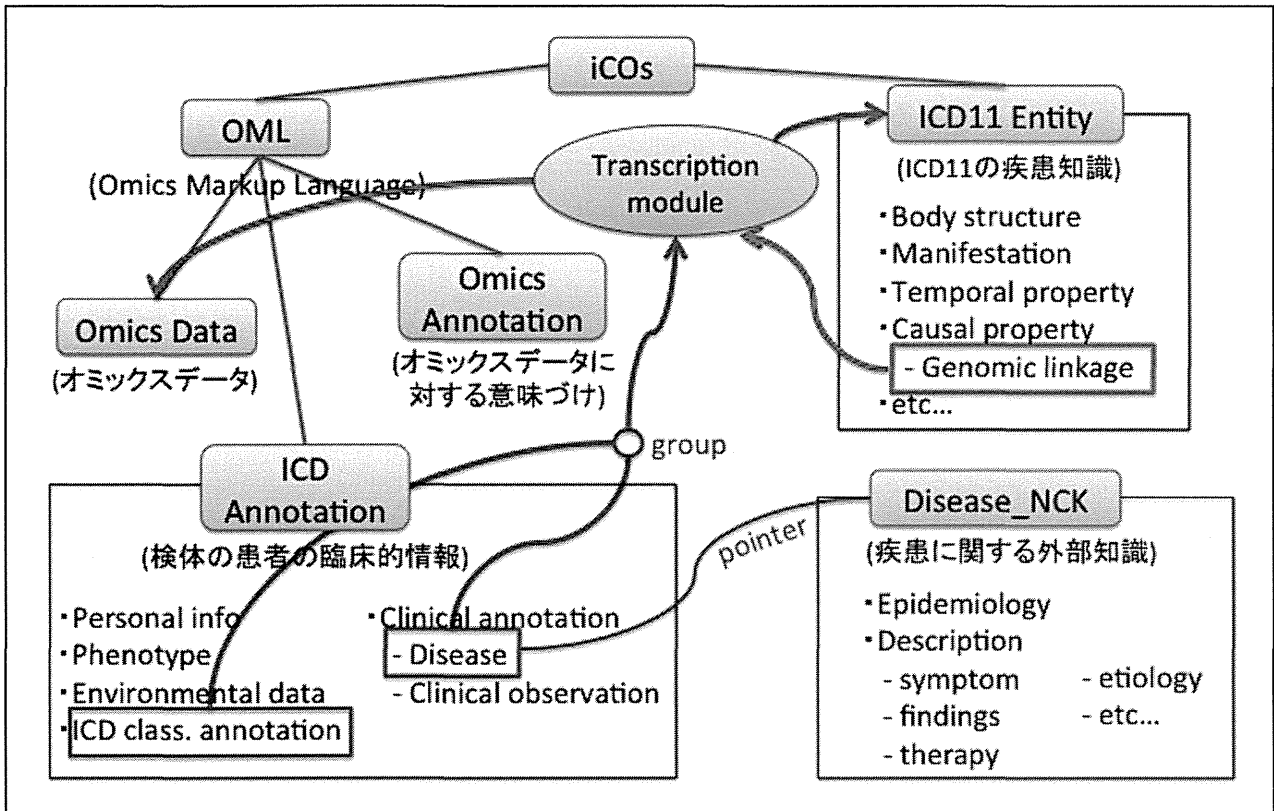 iCOs
OML
(Omics Markup Language)
Transcription
module
ICD11 Entity
(ICD11の疾患知識)
・Body structure
・Manifestation
・Temporal property
・Causal property
- Genomic linkage
・etc...
Omics Data
(オミックスデータ)
Omics
Annotation
(オミックスデータに
対する意味づけ)
group
ICD
Annotation
(検体の患者の臨床的情報)
・Personal info
・Phenotype
・Environmental data
・ICD class. annotation
・Clinical annotation
- Disease
- Clinical observation
pointer
Disease_NCK
(疾患に関する外部知識)
・Epidemiology
・Description
- symptom
- findings
- therapy
- etiology
- etc...